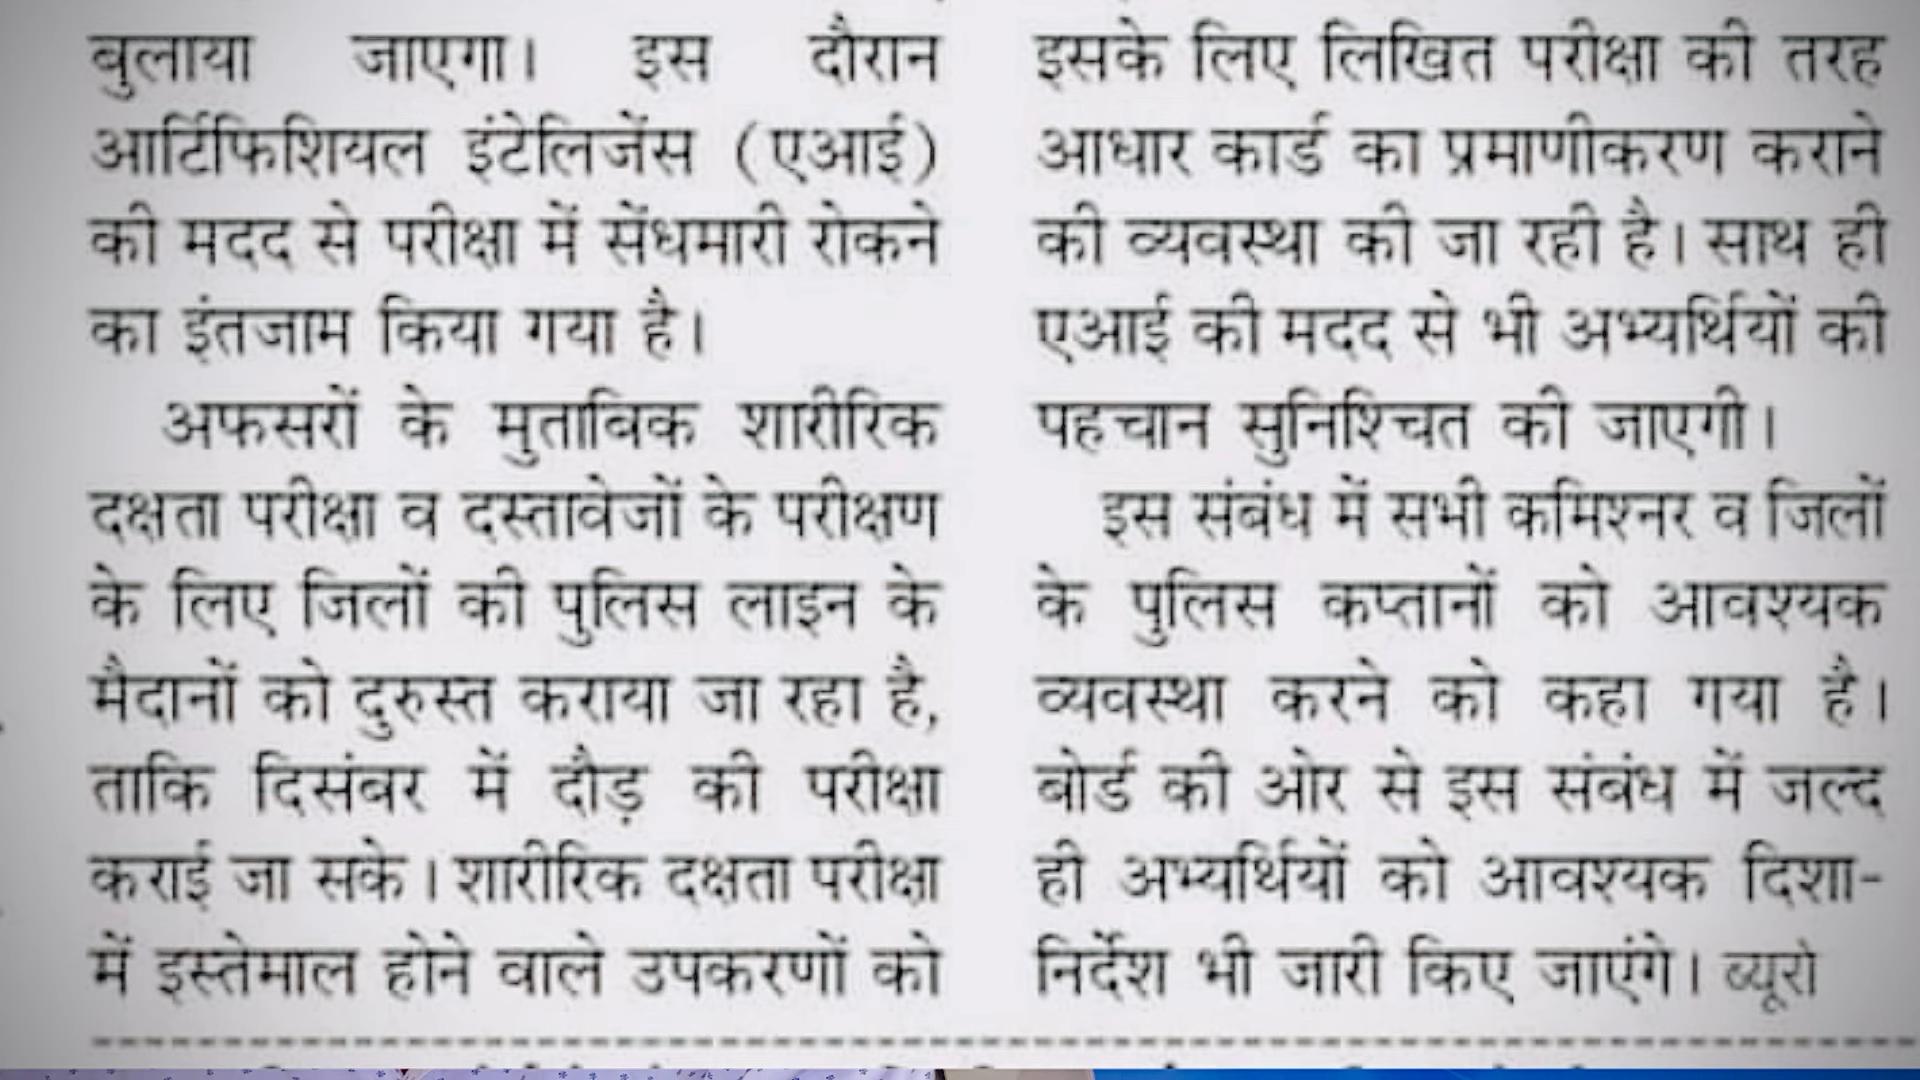 बुलाया जाएगा। इस दौरान
आर्टिफिशियल इंटेलिजेंस (एआई)
की मदद से परीक्षा में सेंधमारी रोकने
का इंतजाम किया गया है।
अफसरों के मुताबिक शारीरिक
दक्षता परीक्षा व दस्तावेजों के परीक्षण
के लिए जिलों की पुलिस लाइन के
मैदानों को दुरुस्त कराया जा रहा है,
ताकि दिसंबर में दौड़ की परीक्षा
कराई जा सके। शारीरिक दक्षता परीक्षा
में इस्तेमाल होने वाले उपकरणों को
इसके लिए लिखित परीक्षा की तरह
आधार कार्ड का प्रमाणीकरण कराने
की व्यवस्था की जा रही है। साथ ही
एआई की मदद से भी अभ्यर्थियों की
पहचान सुनिश्चित की जाएगी।
इस संबंध में सभी कमिश्नर व जिलों
के पुलिस कप्तानों को आवश्यक
व्यवस्था करने को कहा गया है।
बोर्ड की ओर से इस संबंध में जल्द
ही अभ्यर्थियों को आवश्यक दिशा-
निर्देश भी जारी किए जाएंगे। ब्यूरो